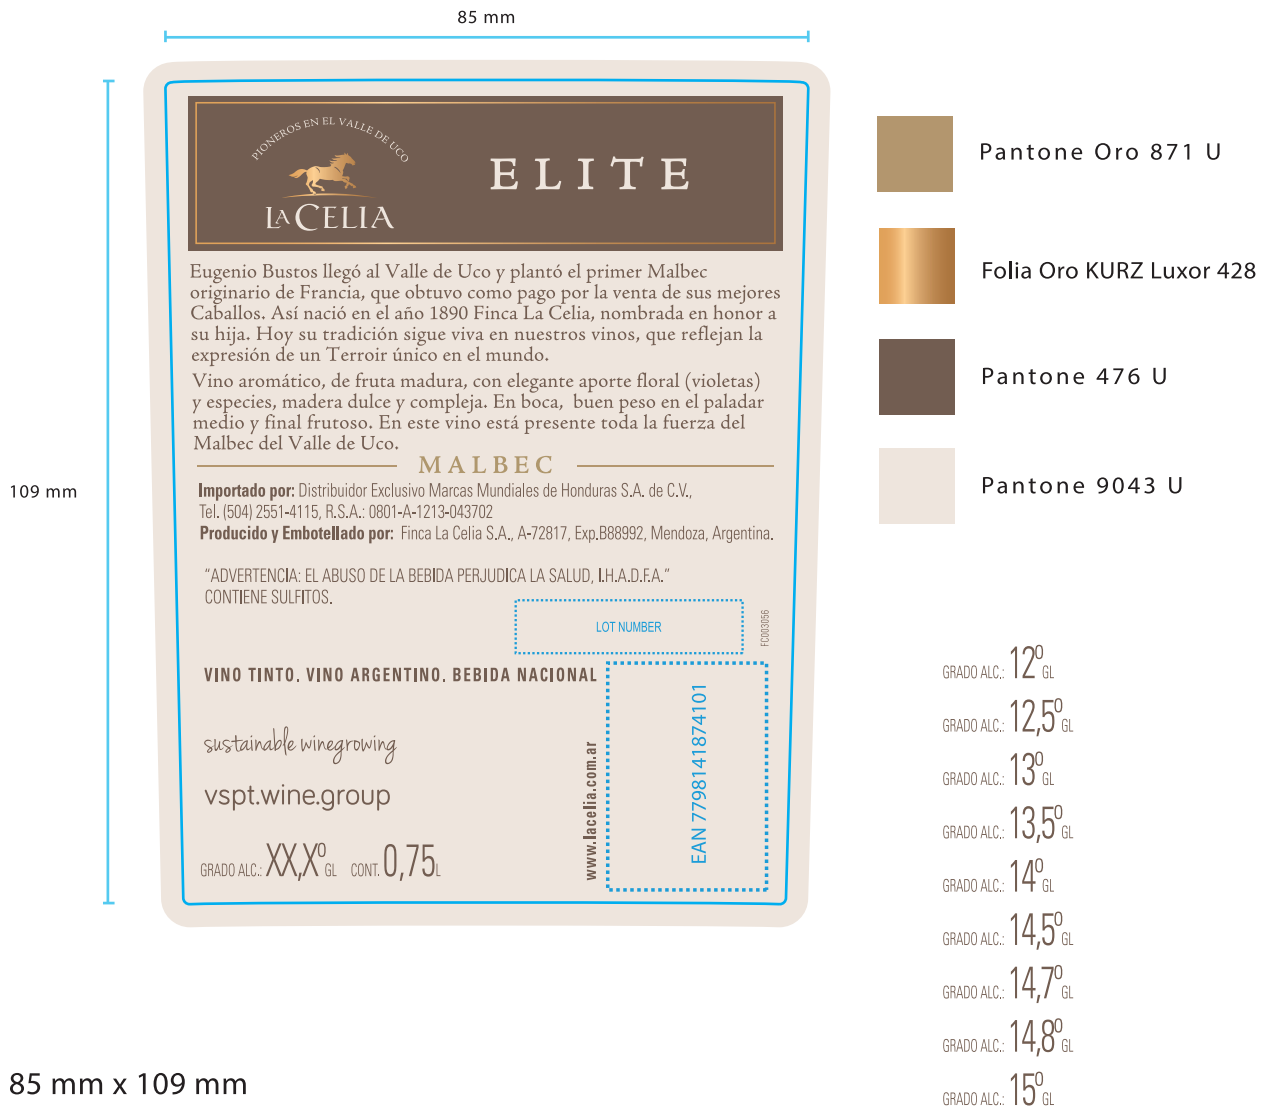 85 mm
109 mm
PIONEROS EN EL VALLE DE UCO
LA CELIA
ELITE
Eugenio Bustos llegó al Valle de Uco y plantó el primer Malbec
originario de Francia, que obtuvo como pago por la venta de sus mejores
Caballos. Así nació en el año 1890 Finca La Celia, nombrada en honor a
su hija. Hoy su tradición sigue viva en nuestros vinos, que reflejan la
expresión de un Terroir único en el mundo.
Vino aromático, de fruta madura, con elegante aporte floral (violetas)
y especies, madera dulce y compleja. En boca, buen peso en el paladar
medio y final frutoso. En este vino está presente toda la fuerza del
Malbec del Valle de Uco.
MALBEC
Importado por: Distribuidor Exclusivo Marcas Mundiales de Honduras S.A. de C.V.,
Tel. (504) 2551-4115, R.S.A.: 0801-A-1213-043702
Producido y Embotellado por: Finca La Celia S.A., A-72817, Exp.B88992, Mendoza, Argentina.
“ADVERTENCIA: EL ABUSO DE LA BEBIDA PERJUDICA LA SALUD, I.H.A.D.F.A.”
CONTIENE SULFITOS.
LOT NUMBER
FC003056
VINO TINTO. VINO ARGENTINO. BEBIDA NACIONAL
sustainable winegrowing
vspt.wine.group
GRADO ALC.: XX,Xº GL CONT. 0,75L
www.lacelia.com.ar
EAN 7798141874101
Pantone Oro 871 U
Folia Oro KURZ Luxor 428
Pantone 476 U
Pantone 9043 U
GRADO ALC.: 12º GL
GRADO ALC.: 12,5º GL
GRADO ALC.: 13º GL
GRADO ALC.: 13,5º GL
GRADO ALC.: 14º GL
GRADO ALC.: 14,5º GL
GRADO ALC.: 14,7º GL
GRADO ALC.: 14,8º GL
GRADO ALC.: 15º GL
85 mm x 109 mm